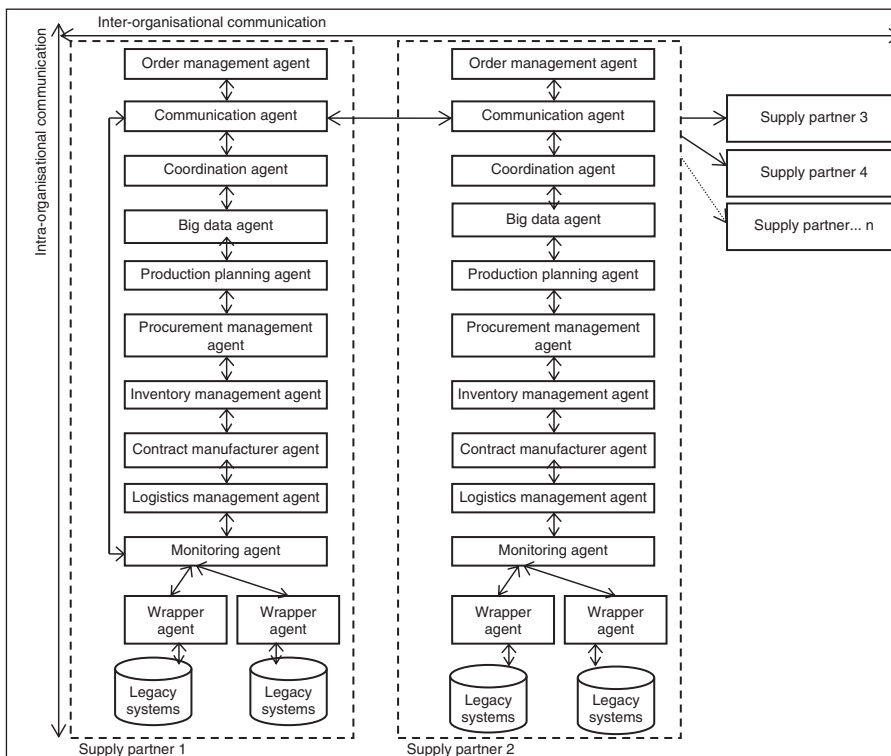 Inter-organisational communication
Intra-organisational communication
Order management agent
Communication agent
Coordination agent
Big data agent
Production planning agent
Procurement management
agent
Inventory management agent
Contract manufacturer agent
Logistics management agent
Monitoring agent
Wrapper
agent
Wrapper
agent
Legacy
systems
Legacy
systems
Supply partner 1
Order management agent
Communication agent
Coordination agent
Big data agent
Production planning agent
Procurement management
agent
Inventory management agent
Contract manufacturer agent
Logistics management agent
Monitoring agent
Wrapper
agent
Wrapper
agent
Legacy
systems
Legacy
systems
Supply partner 2
Supply partner 3
Supply partner 4
Supply partner... n